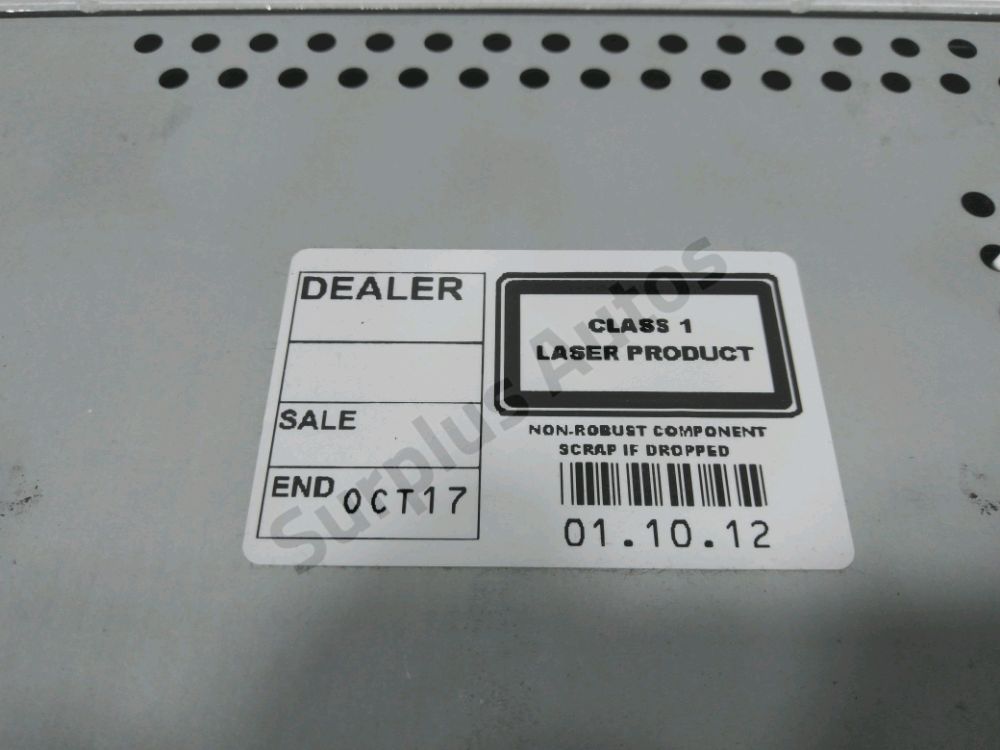 DEALER
SALE
END OCT17
CLASS 1
LASER PRODUCT
NON-ROBUST COMPONENT
SCRAP IF DROPPED
01.10.12
Surplus Autos